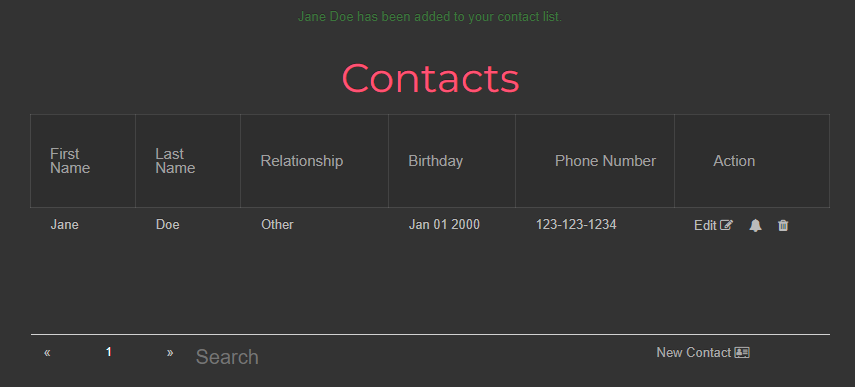 Jane Doe has been added to your contact list.
Contacts
First Name Last Name Relationship Birthday Phone Number Action
Jane Doe Other Jan 01 2000 123-123-1234 Edit
« 1 » Search New Contact